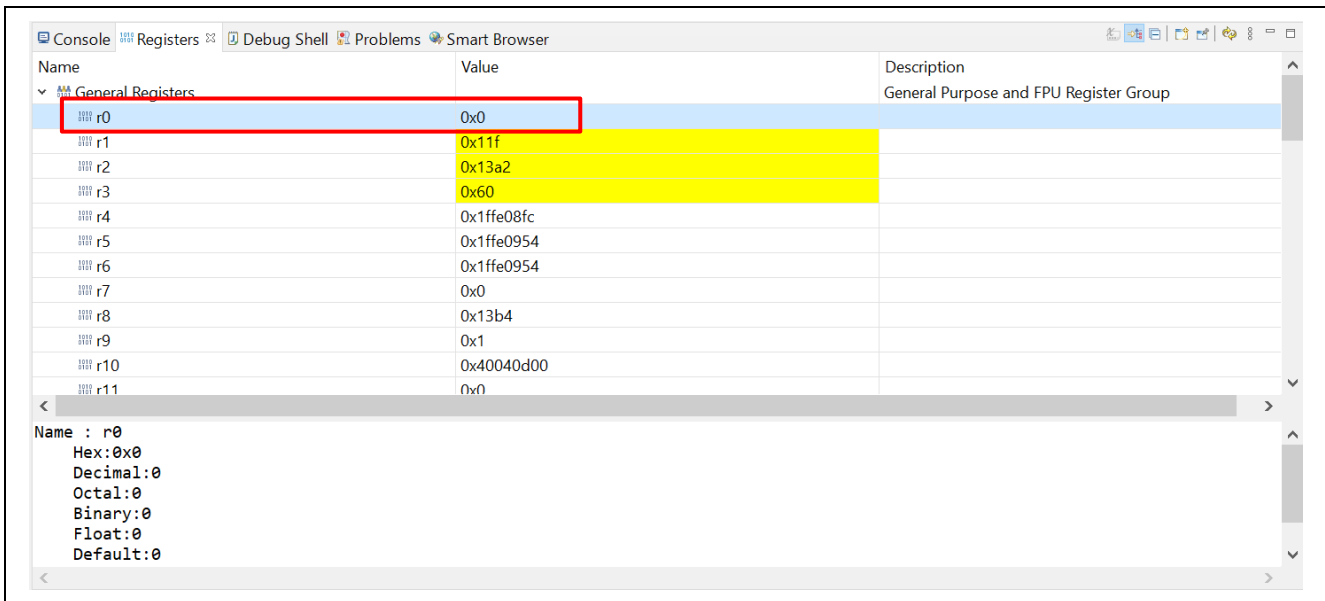 Console Registers Debug Shell Problems Smart Browser
Name Value Description
General Registers General Purpose and FPU Register Group
r0 0x0
r1 0x11f
r2 0x13a2
r3 0x60
r4 0x1ffe08fc
r5 0x1ffe0954
r6 0x1ffe0954
r7 0x0
r8 0x13b4
r9 0x1
r10 0x40040d00
r11 0x0
Name : r0
Hex:0x0
Decimal:0
Octal:0
Binary:0
Float:0
Default:0